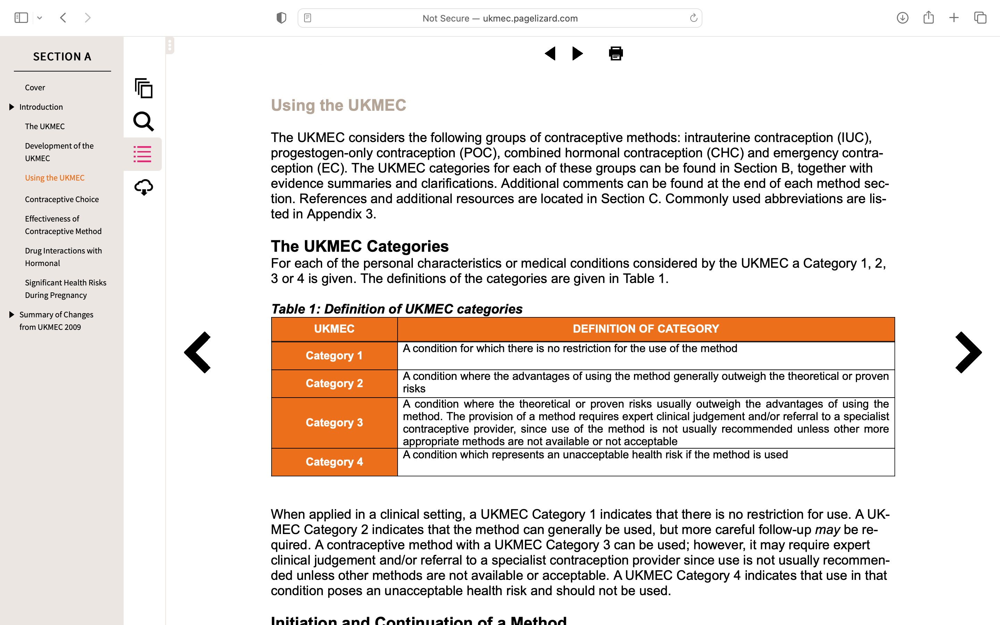 Not Secure — ukmec.pagelizard.com
SECTION A
Cover
Introduction
The UKMEC
Development of the
UKMEC
Using the UKMEC
Contraceptive Choice
Effectiveness of
Contraceptive Method
Drug Interactions with
Hormonal
Significant Health Risks
During Pregnancy
Summary of Changes
from UKMEC 2009
Using the UKMEC
The UKMEC considers the following groups of contraceptive methods: intrauterine contraception (IUC),
progestogen-only contraception (POC), combined hormonal contraception (CHC) and emergency contra-
ception (EC). The UKMEC categories for each of these groups can be found in Section B, together with
evidence summaries and clarifications. Additional comments can be found at the end of each method sec-
tion. References and additional resources are located in Section C. Commonly used abbreviations are lis-
ted in Appendix 3.
The UKMEC Categories
For each of the personal characteristics or medical conditions considered by the UKMEC a Category 1, 2,
3 or 4 is given. The definitions of the categories are given in Table 1.
Table 1: Definition of UKMEC categories
UKMEC DEFINITION OF CATEGORY
Category 1
A condition for which there is no restriction for the use of the method
Category 2
A condition where the advantages of using the method generally outweigh the theoretical or proven
risks
Category 3
A condition where the theoretical or proven risks usually outweigh the advantages of using the
method. The provision of a method requires expert clinical judgement and/or referral to a specialist
contraceptive provider, since use of the method is not usually recommended unless other more
appropriate methods are not available or not acceptable
Category 4
A condition which represents an unacceptable health risk if the method is used
When applied in a clinical setting, a UKMEC Category 1 indicates that there is no restriction for use. A UK-
MEC Category 2 indicates that the method can generally be used, but more careful follow-up may be re-
quired. A contraceptive method with a UKMEC Category 3 can be used; however, it may require expert
clinical judgement and/or referral to a specialist contraception provider since use is not usually recommen-
ded unless other methods are not available or acceptable. A UKMEC Category 4 indicates that use in that
condition poses an unacceptable health risk and should not be used.
Initiation and Continuation of a Method